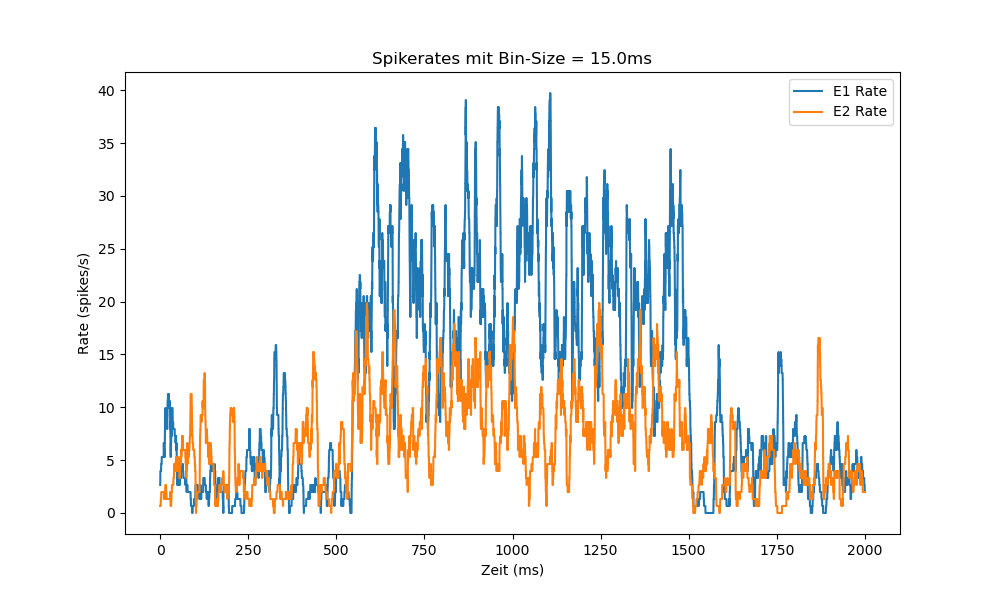 Spikerates mit Bin-Size = 15.0ms
E1 Rate
E2 Rate
40
35
30
25
20
15
10
5
0
Rate (spikes/s)
0 250 500 750 1000 1250 1500 1750 2000
Zeit (ms)